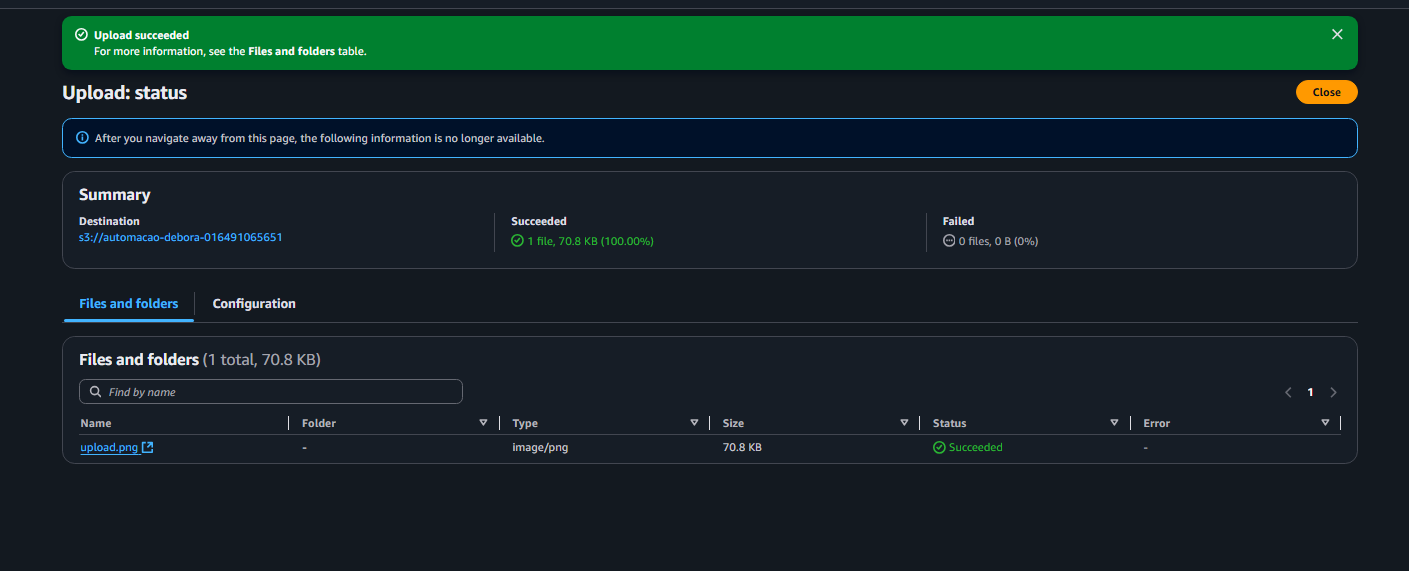 Upload succeeded
For more information, see the Files and folders table.
Upload: status
Close
After you navigate away from this page, the following information is no longer available.
Summary
Destination
s3://automacao-debora-016491065651
Succeeded
1 file, 70.8 KB (100.00%)
Failed
0 files, 0 B (0%)
Files and folders
Configuration
Files and folders (1 total, 70.8 KB)
Find by name
1
Name Folder Type Size Status Error
upload.png - image/png 70.8 KB Succeeded -